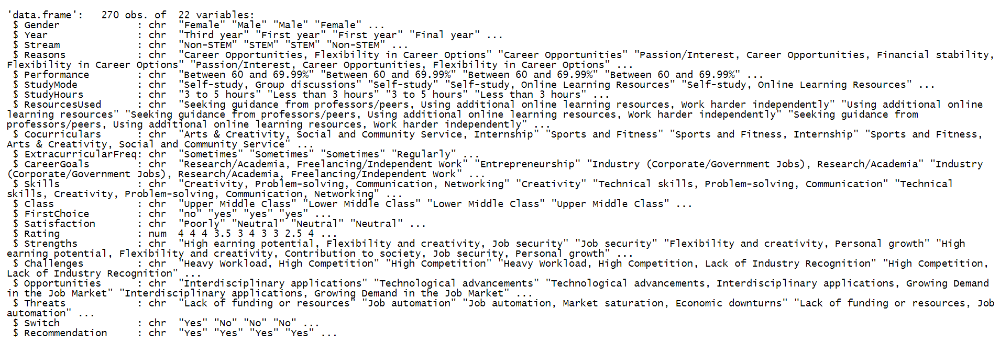 'data.frame':   270 obs. of  22 variables:
 $ Gender               : chr  "Female" "Male" "Male" "Female" ...
 $ Year                 : chr  "Third year" "First year" "First year" "Final year" ...
 $ Stream               : chr  "Non-STEM" "STEM" "STEM" "Non-STEM" ...
 $ Reasons              : chr  "Career Opportunities, Flexibility in Career Options" "Career Opportunities" "Passion/Interest, Career Opportunities, Financial stability,
Flexibility in Career Options" "Passion/Interest, Career Opportunities, Flexibility in Career Options" ...
 $ Performance          : chr  "Between 60 and 69.99%" "Between 60 and 69.99%" "Between 60 and 69.99%" "Between 60 and 69.99%" ...
 $ StudyMode            : chr  "Self-study, Group discussions" "Self-study" "Self-study, Online Learning Resources" "Self-study, Online Learning Resources" ...
 $ StudyHours           : chr  "3 to 5 hours" "Less than 3 hours" "3 to 5 hours" "Less than 3 hours" ...
 $ ResourcesUsed        : chr  "Seeking guidance from professors/peers, Using additional online learning resources, Work harder independently" "Using additional online
learning resources" "Seeking guidance from professors/peers, Using additional online learning resources, Work harder independently" "Seeking guidance from
professors/peers, Using additional online learning resources, Work harder independently" ...
 $ Cocurriculars        : chr  "Arts & Creativity, Social and Community Service, Internship" "Sports and Fitness" "Sports and Fitness, Internship" "Sports and Fitness,
Arts & Creativity, Social and Community Service" ...
 $ ExtracurricularFreq: chr  "Sometimes" "Sometimes" "Sometimes" "Regularly" ...
 $ CareerGoals          : chr  "Research/Academia, Freelancing/Independent Work" "Entrepreneurship" "Industry (Corporate/Government Jobs), Research/Academia" "Industry
(Corporate/Government Jobs), Research/Academia, Freelancing/Independent Work" ...
 $ Skills               : chr  "Creativity, Problem-solving, Communication, Networking" "Creativity" "Technical skills, Problem-solving, Communication" "Technical
skills, Creativity, Problem-solving, Communication, Networking" ...
 $ Class                : chr  "Upper Middle Class" "Lower Middle Class" "Lower Middle Class" "Upper Middle Class" ...
 $ FirstChoice          : chr  "no" "yes" "yes" "yes" ...
 $ Satisfaction         : chr  "Poorly" "Neutral" "Neutral" "Neutral" ...
 $ Rating               : num  4 4 4 3.5 3 4 3 3 2.5 4 ...
 $ Strengths            : chr  "High earning potential, Flexibility and creativity, Job security" "Job security" "Flexibility and creativity, Personal growth" "High
earning potential, Flexibility and creativity, Contribution to society, Job security, Personal growth" ...
 $ Challenges           : chr  "Heavy Workload, High Competition" "High Competition" "Heavy Workload, High Competition, Lack of Industry Recognition" "High Competition,
Lack of Industry Recognition" ...
 $ Opportunities        : chr  "Interdisciplinary applications" "Technological advancements" "Technological advancements, Interdisciplinary applications, Growing Demand
in the Job Market" "Interdisciplinary applications, Growing Demand in the Job Market" ...
 $ Threats              : chr  "Lack of funding or resources" "Job automation" "Job automation, Market saturation, Economic downturns" "Lack of funding or resources, Job
automation" ...
 $ Switch               : chr  "Yes" "No" "No" "No" ...
 $ Recommendation       : chr  "Yes" "Yes" "Yes" "Yes" ...